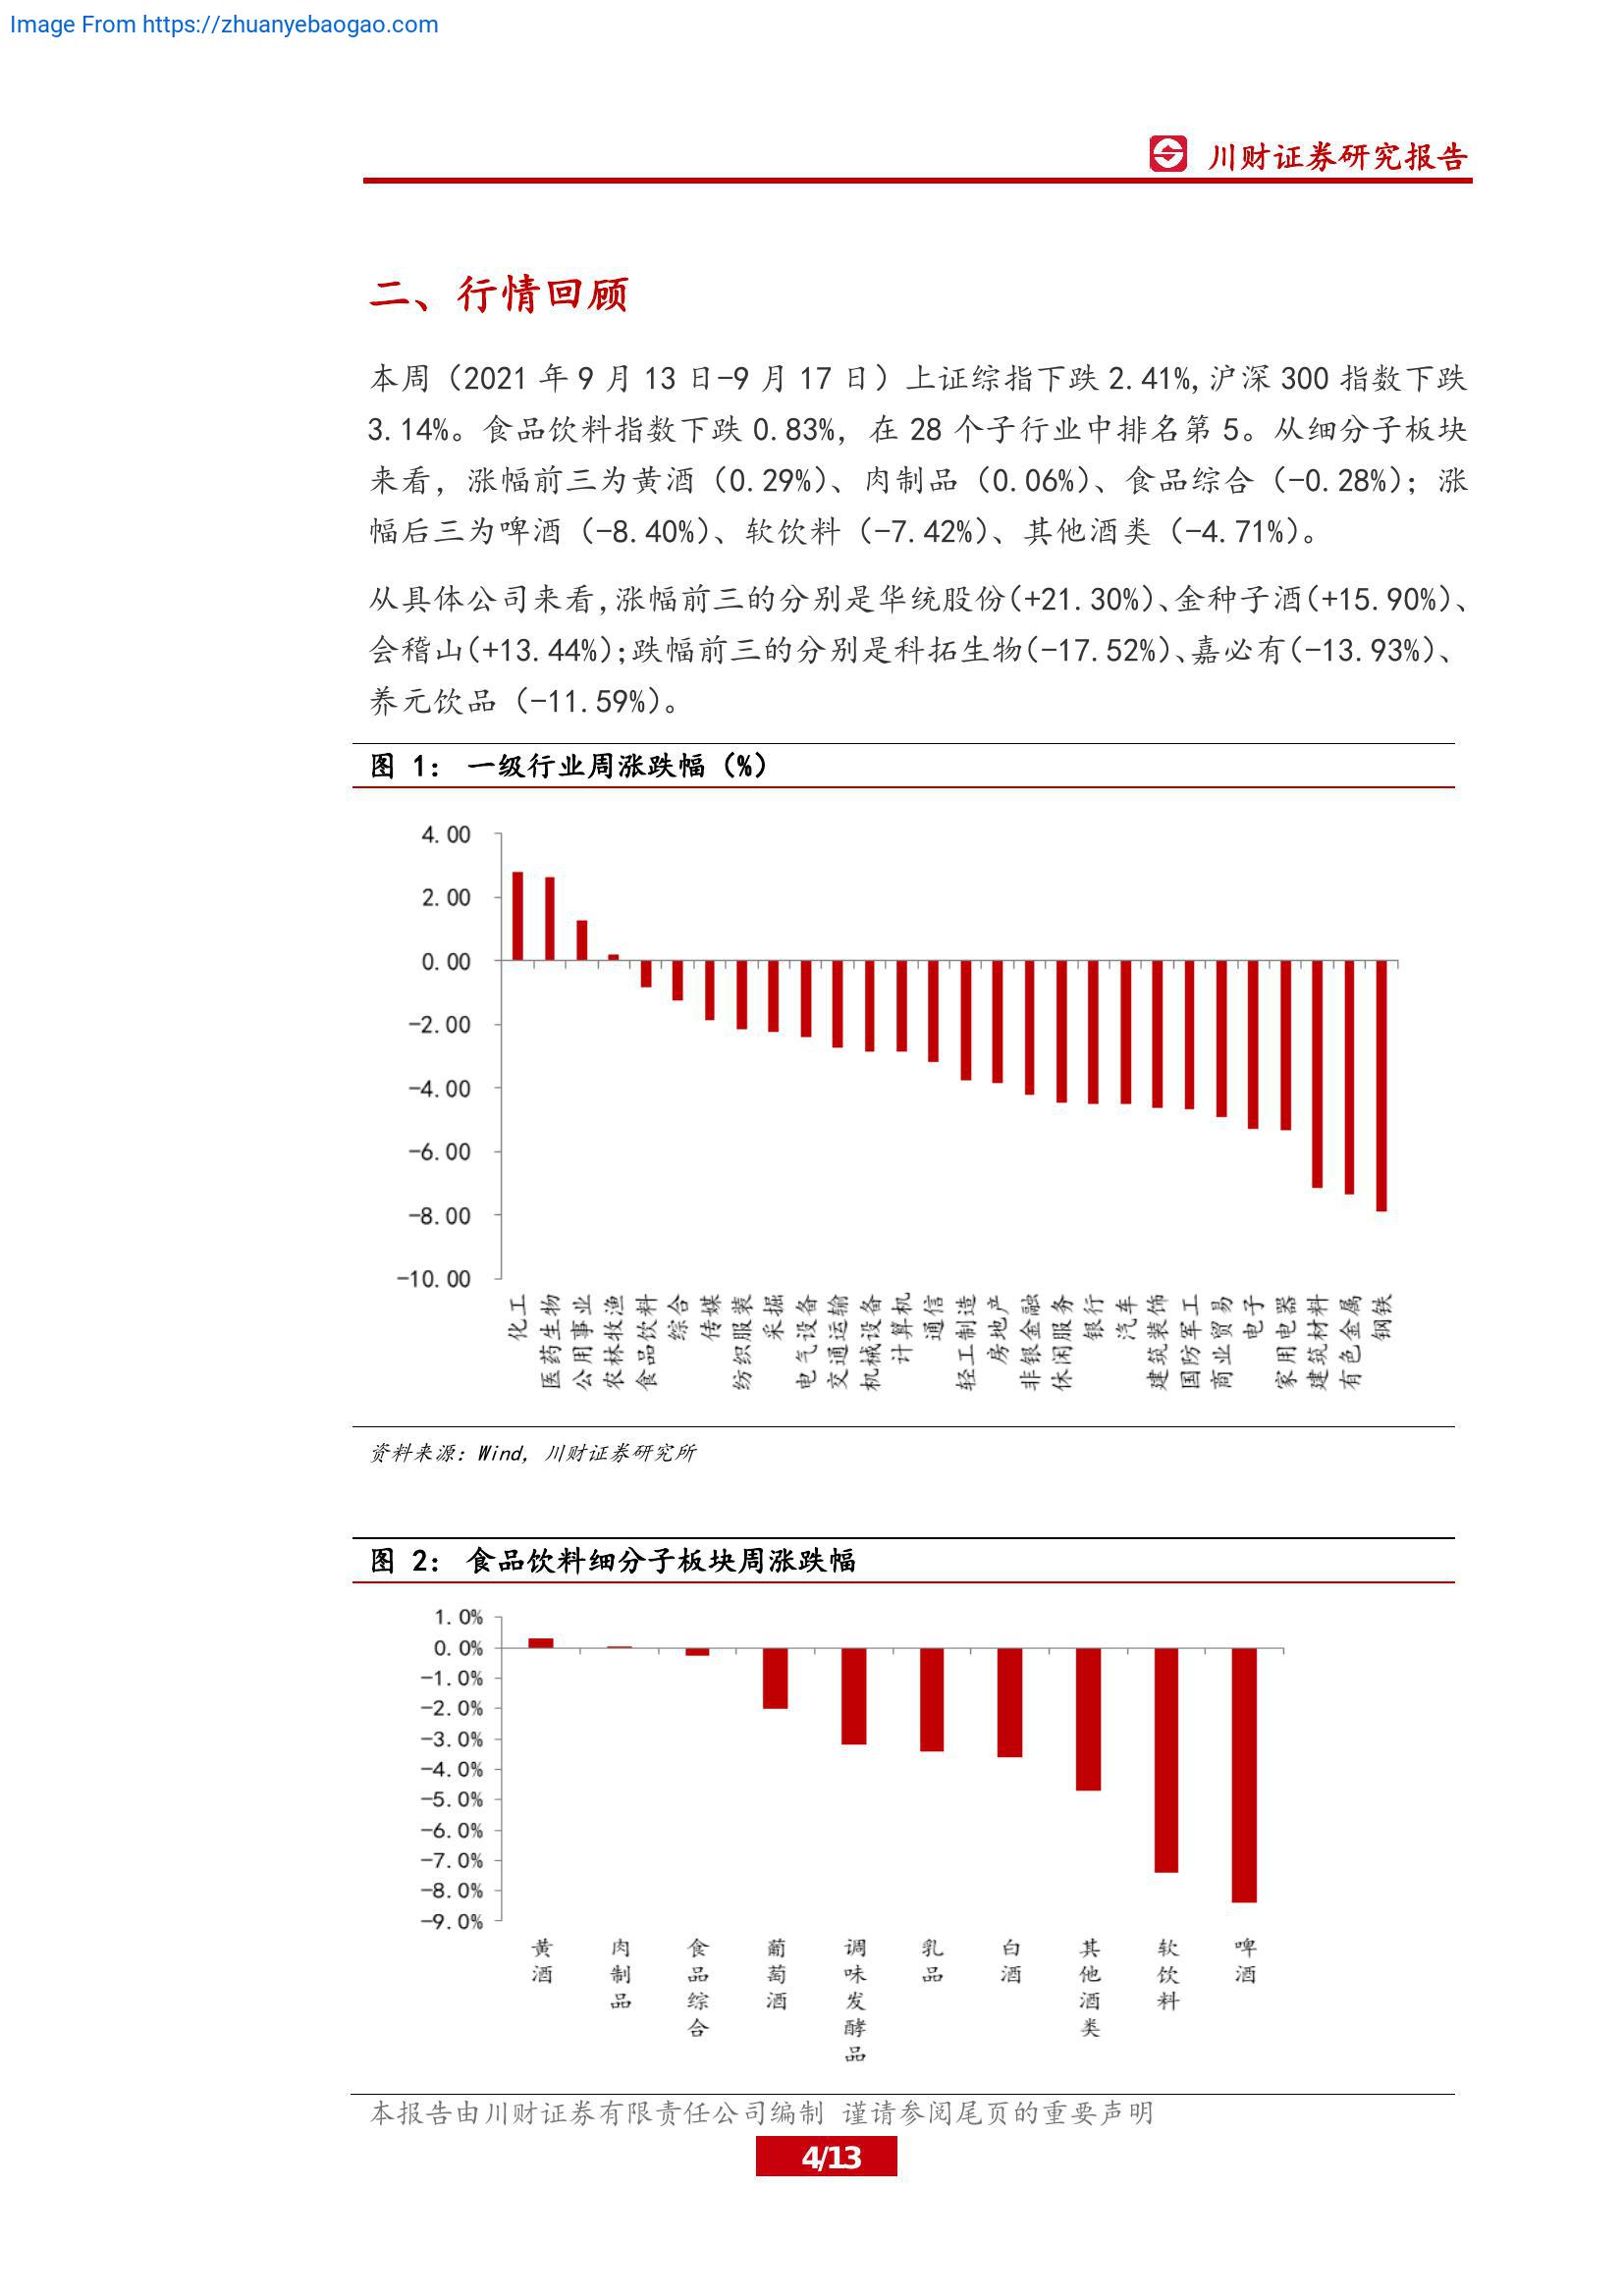 Image From https://zhuanyebaogao.com
川财证券研究报告
二、行情回顾
本周（2021 年 9 月 13 日-9 月 17 日）上证综指下跌 2.41%,沪深 300 指数下跌
3.14%。食品饮料指数下跌 0.83%，在 28 个子行业中排名第 5。从细分子板块
来看，涨幅前三为黄酒（0.29%）、肉制品（0.06%）、食品综合（-0.28%）；涨
幅后三为啤酒（-8.40%）、软饮料（-7.42%）、其他酒类（-4.71%）。
从具体公司来看,涨幅前三的分别是华统股份(+21.30%)、金种子酒(+15.90%)、
会稽山(+13.44%);跌幅前三的分别是科拓生物(-17.52%)、嘉必有(-13.93%)、
养元饮品（-11.59%）。
图 1： 一级行业周涨跌幅（%）
4.00
2.00
0.00
-2.00
-4.00
-6.00
-8.00
-10.00
化工
医药生物
公用事业
农林牧渔
食品饮料
综合
传媒
纺织服装
采掘
电气设备
交通运输
机械设备
计算机
通信
轻工制造
房地产
非银金融
休闲服务
银行
汽车
建筑装饰
国防军工
商业贸易
电子
家用电器
建筑材料
有色金属
钢铁
资料来源：Wind，川财证券研究所
图 2： 食品饮料细分子板块周涨跌幅
1.0%
0.0%
-1.0%
-2.0%
-3.0%
-4.0%
-5.0%
-6.0%
-7.0%
-8.0%
-9.0%
黄酒
肉制品
食品综合
葡萄酒
调味发酵品
乳品
白酒
其他酒类
软饮料
啤酒
本报告由川财证券有限责任公司编制 谨请参阅尾页的重要声明
4/13